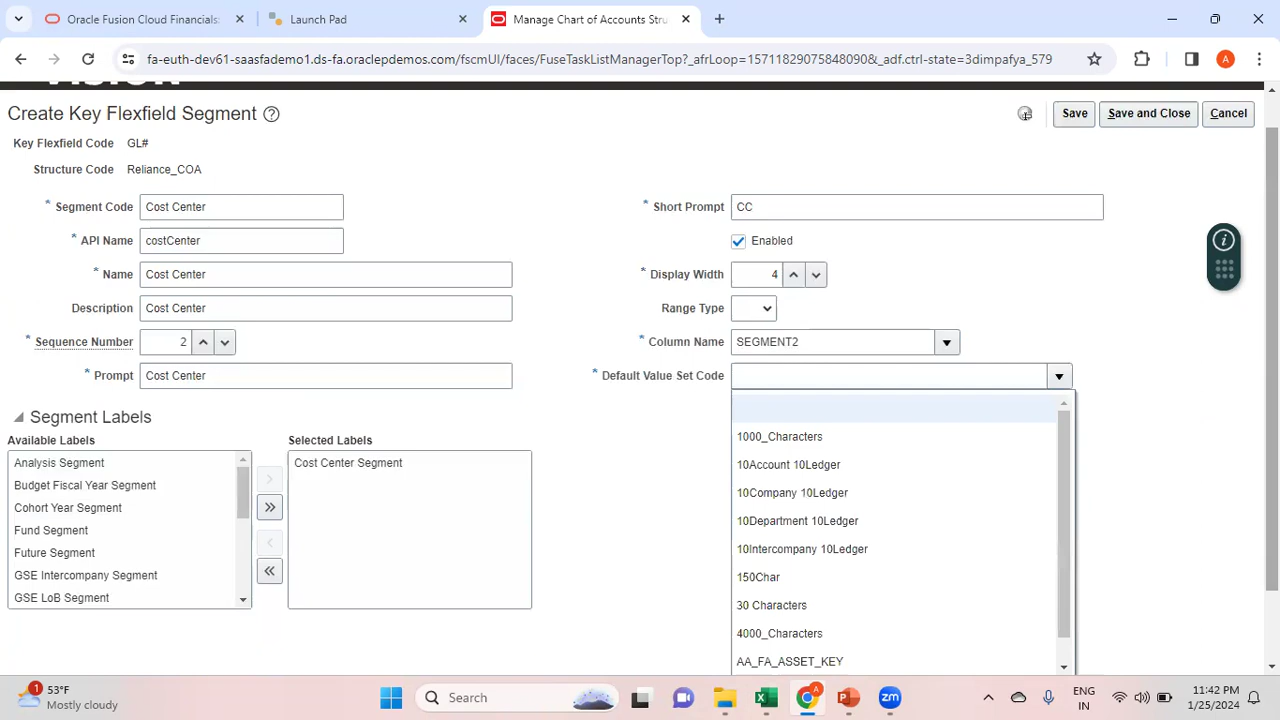 Oracle Fusion Cloud Financials:
Launch Pad
Manage Chart of Accounts Stru
fa-euth-dev61-saasfademo1.ds-fa.oraclepdemos.com/fscmUI/faces/FuseTaskListManagerTop?_afrLoop=15711829075848090&_adf.ctrl-state=3dimpafya_579
A
Create Key Flexfield Segment
Save
Save and Close
Cancel
Key Flexfield Code GL#
Structure Code Reliance_COA
* Segment Code Cost Center
* Short Prompt CC
* API Name costCenter
Enabled
* Name Cost Center
* Display Width 4
Description Cost Center
Range Type
* Sequence Number 2
* Column Name SEGMENT2
* Prompt Cost Center
* Default Value Set Code
Segment Labels
Available Labels
Selected Labels
Analysis Segment
Budget Fiscal Year Segment
Cohort Year Segment
Fund Segment
Future Segment
GSE Intercompany Segment
GSE LoB Segment
Cost Center Segment
1000_Characters
10Account 10Ledger
10Company 10Ledger
10Department 10Ledger
10Intercompany 10Ledger
150Char
30 Characters
4000_Characters
AA_FA_ASSET_KEY
1
53°F
Mostly cloudy
Search
A
ENG
IN
11:42 PM
1/25/2024